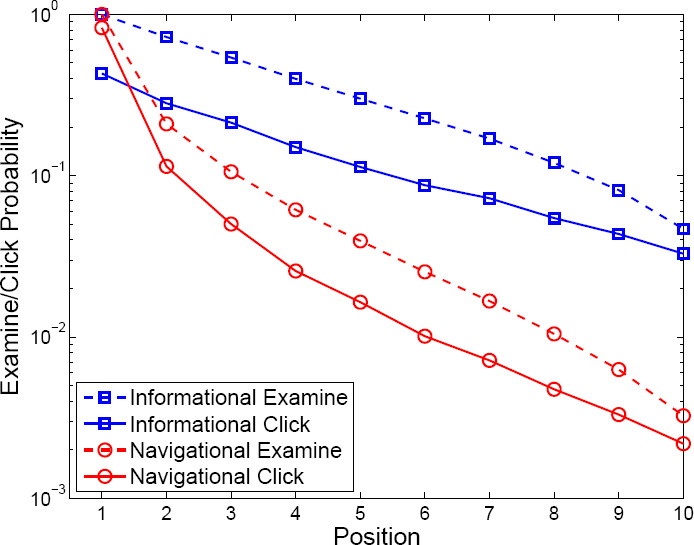 10^0
10^-1
10^-2
10^-3
Examine/Click Probability
Informational Examine
Informational Click
Navigational Examine
Navigational Click
1 2 3 4 5 6 7 8 9 10
Position